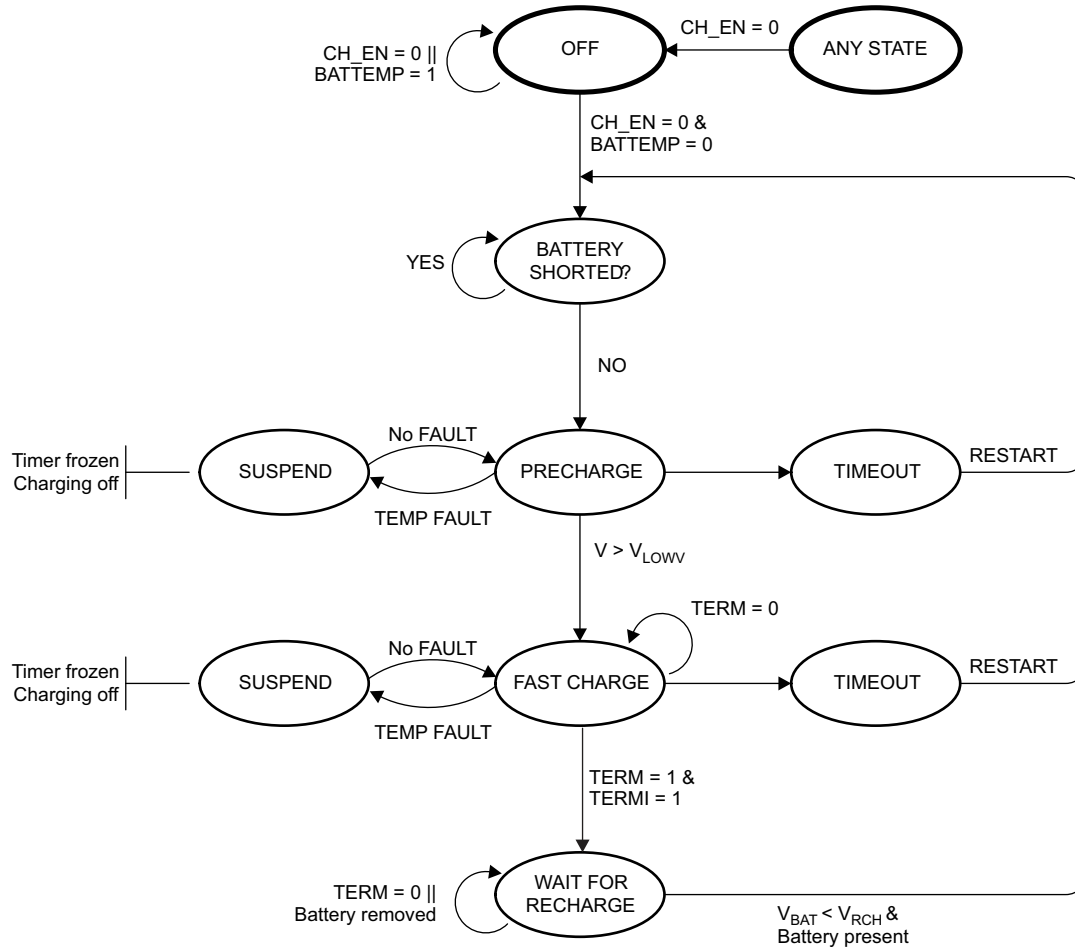 CH_EN = 0
OFF
ANY STATE
CH_EN = 0 ||
BATTEMP = 1
CH_EN = 0 &
BATTEMP = 0
BATTERY
SHORTED?
YES
NO
Timer frozen
Charging off
SUSPEND
No FAULT
TEMP FAULT
PRECHARGE
TIMEOUT
RESTART
V > VLOWV
TERM = 0
Timer frozen
Charging off
SUSPEND
No FAULT
TEMP FAULT
FAST CHARGE
TIMEOUT
RESTART
TERM = 1 &
TERMI = 1
TERM = 0 ||
Battery removed
WAIT FOR
RECHARGE
VBAT < VRCH &
Battery present